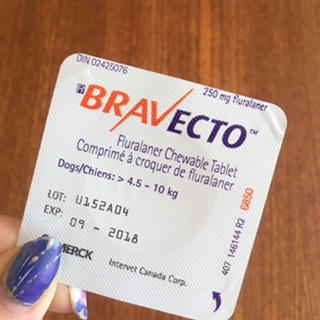 DIN 02425076
250 mg fluralaner
BRAVECTO™
Fluralaner Chewable Tablet
Comprimé à croquer de fluralaner
Dogs/Chiens: > 4.5 – 10 kg
LOT: U152A04
EXP: 09 - 2018
MERCK
Intervet Canada Corp.
407 146144 R2
6850